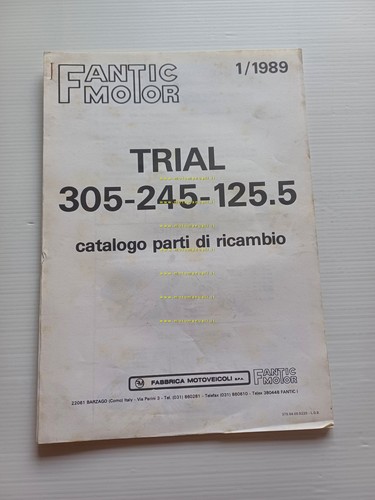 FANTIC
MOTOR
1/1989
TRIAL
305-245-125.5
catalogo parti di ricambio
FABBRICA MOTOVEICOLI S.P.A.
FANTIC
MOTOR
22061 BARZAGO (Como) Italy - Via Parini 3 - Tel. (031) 860281 - Telefax (031) 860610 - Telex 380446 FANTIC I